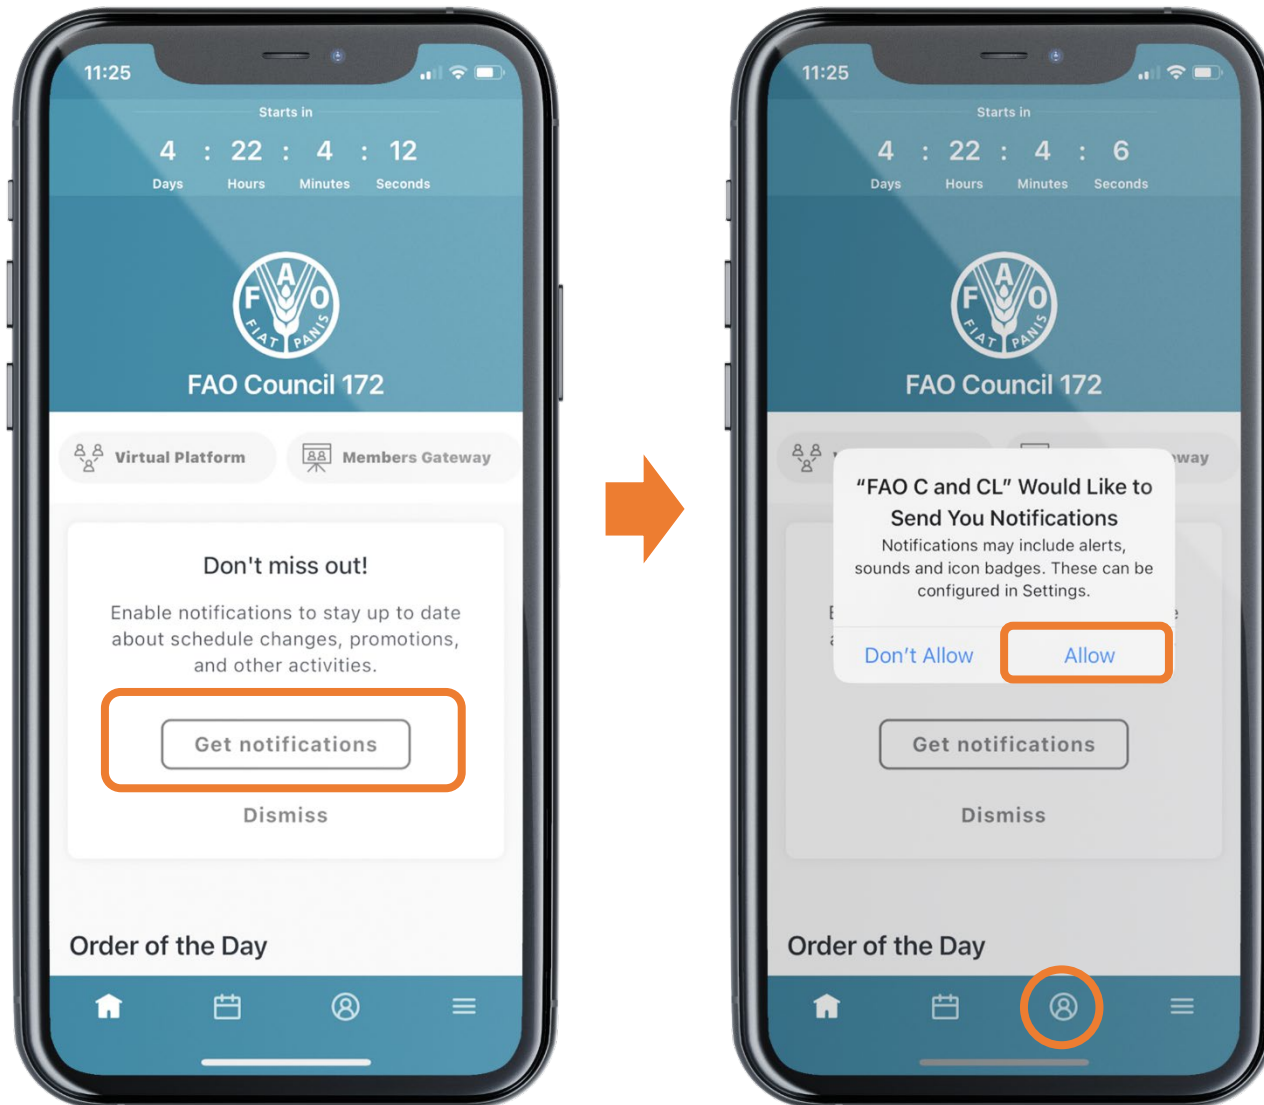 11:25
Starts in
4 : 22 : 4 : 12
Days Hours Minutes Seconds
FAO
FIAT PANIS
FAO Council 172
Virtual Platform
Members Gateway
Don't miss out!
Enable notifications to stay up to date
about schedule changes, promotions,
and other activities.
Get notifications
Dismiss
Order of the Day
11:25
Starts in
4 : 22 : 4 : 6
Days Hours Minutes Seconds
FAO
FIAT PANIS
FAO Council 172
“FAO C and CL” Would Like to
Send You Notifications
Notifications may include alerts,
sounds and icon badges. These can be
configured in Settings.
Don’t Allow
Allow
Get notifications
Dismiss
Order of the Day